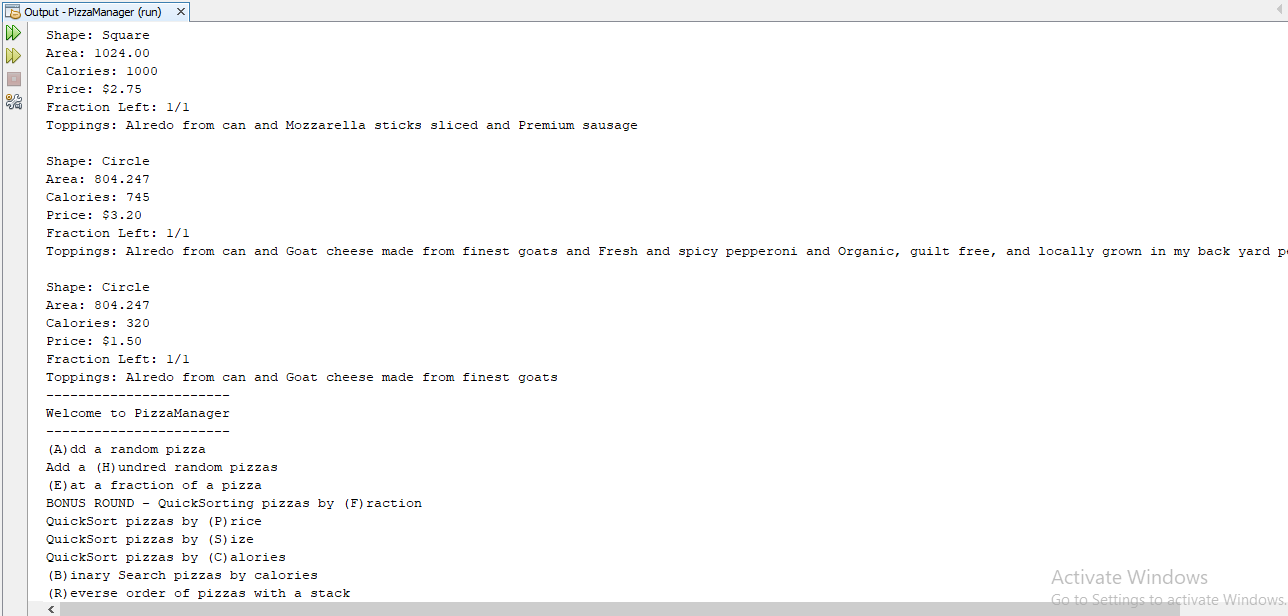 Output - PizzaManager (run)
Shape: Square
Area: 1024.00
Calories: 1000
Price: $2.75
Fraction Left: 1/1
Toppings: Alredo from can and Mozzarella sticks sliced and Premium sausage
Shape: Circle
Area: 804.247
Calories: 745
Price: $3.20
Fraction Left: 1/1
Toppings: Alredo from can and Goat cheese made from finest goats and Fresh and spicy pepperoni and Organic, guilt free, and locally grown in my back yard
Shape: Circle
Area: 804.247
Calories: 320
Price: $1.50
Fraction Left: 1/1
Toppings: Alredo from can and Goat cheese made from finest goats
-----------------------
Welcome to PizzaManager
-----------------------
(A)dd a random pizza
Add a (H)undred random pizzas
(E)at a fraction of a pizza
BONUS ROUND - QuickSorting pizzas by (F)raction
QuickSort pizzas by (P)rice
QuickSort pizzas by (S)ize
QuickSort pizzas by (C)alories
(B)inary Search pizzas by calories
(R)everse order of pizzas with a stack
Activate Windows
Go to Settings to activate Windows.